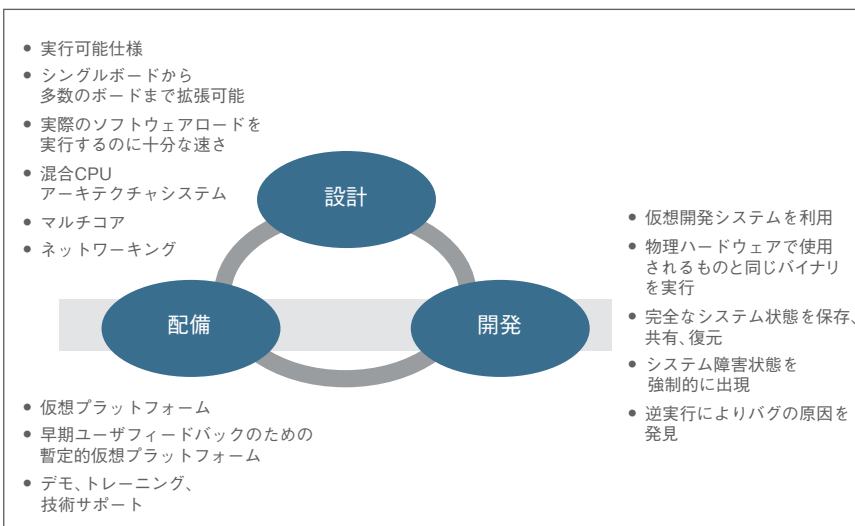 • 実行可能仕様
• シングルボードから
多数のボードまで拡張可能
• 実際のソフトウェアロードを
実行するのに十分な速さ
• 混合CPU
アーキテクチャシステム
• マルチコア
• ネットワーキング
設計
配備
開発
• 仮想開発システムを利用
• 物理ハードウェアで使用
されるものと同じバイナリ
を実行
• 完全なシステム状態を保存、
共有、復元
• システム障害状態を
強制的に出現
• 逆実行によりバグの原因を
発見
• 仮想プラットフォーム
• 早期ユーザフィードバックのための
暫定的仮想プラットフォーム
• デモ、トレーニング、
技術サポート